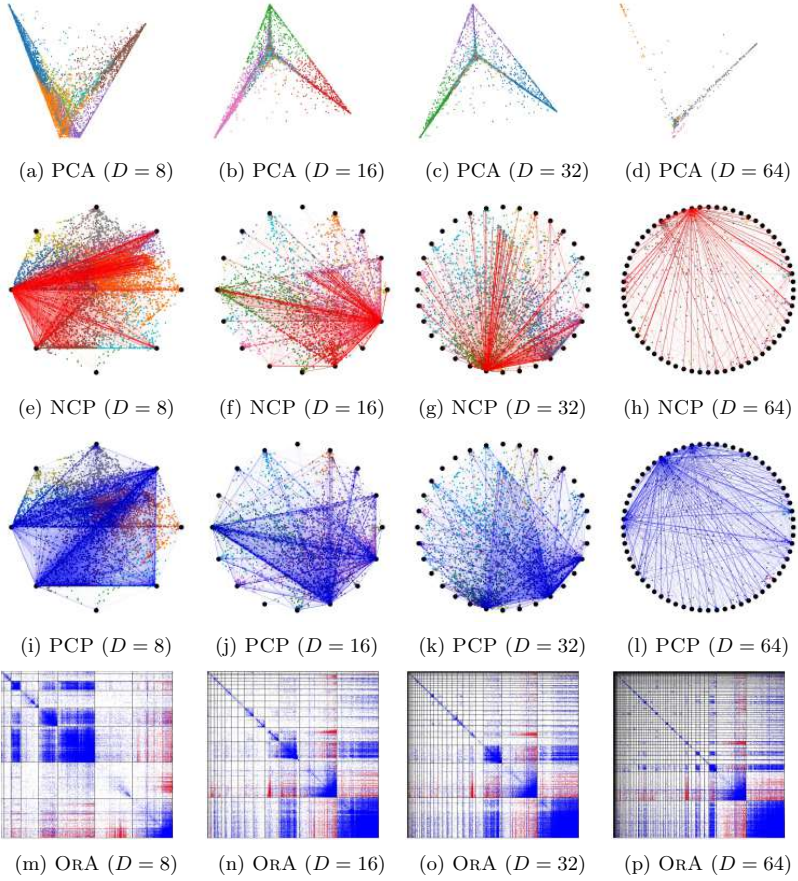 (a) PCA (D = 8)
(b) PCA (D = 16)
(c) PCA (D = 32)
(d) PCA (D = 64)
(e) NCP (D = 8)
(f) NCP (D = 16)
(g) NCP (D = 32)
(h) NCP (D = 64)
(i) PCP (D = 8)
(j) PCP (D = 16)
(k) PCP (D = 32)
(l) PCP (D = 64)
(m) ORA (D = 8)
(n) ORA (D = 16)
(o) ORA (D = 32)
(p) ORA (D = 64)